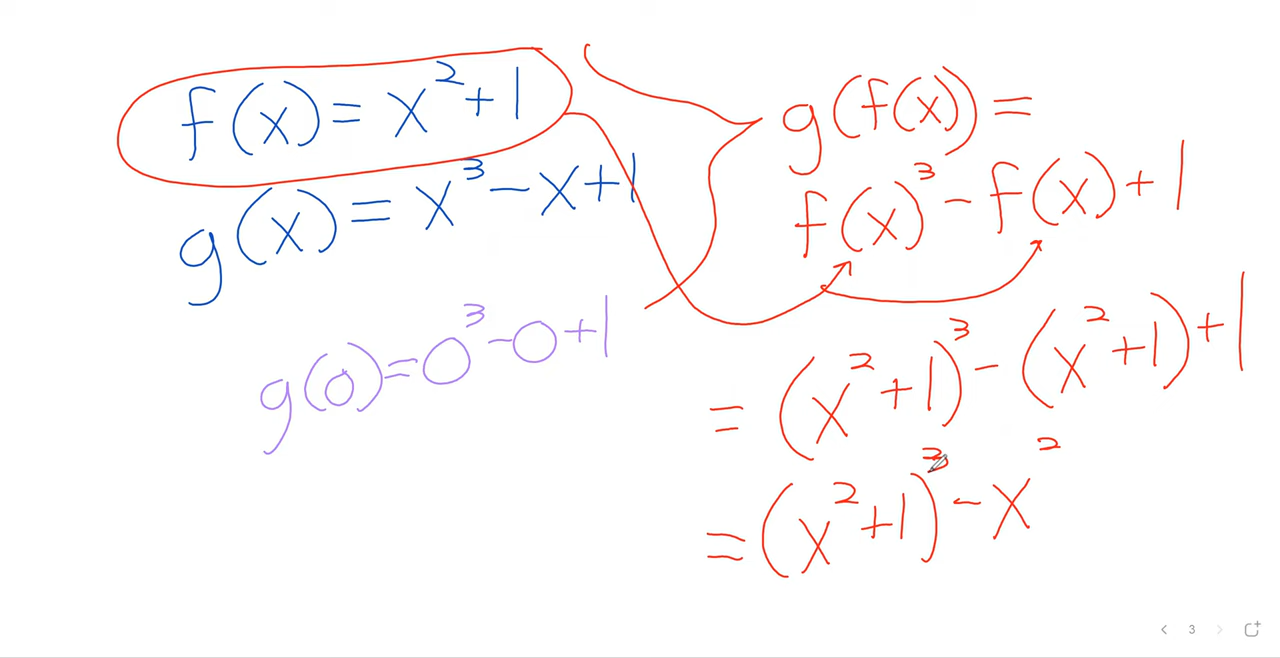 f(x) = x² + 1
g(x) = x³ - x + 1
g(0) = 0³ - 0 + 1
g(f(x)) =
f(x)³ - f(x) + 1
= (x² + 1)³ - (x² + 1) + 1
= (x² + 1)³ - x²
3